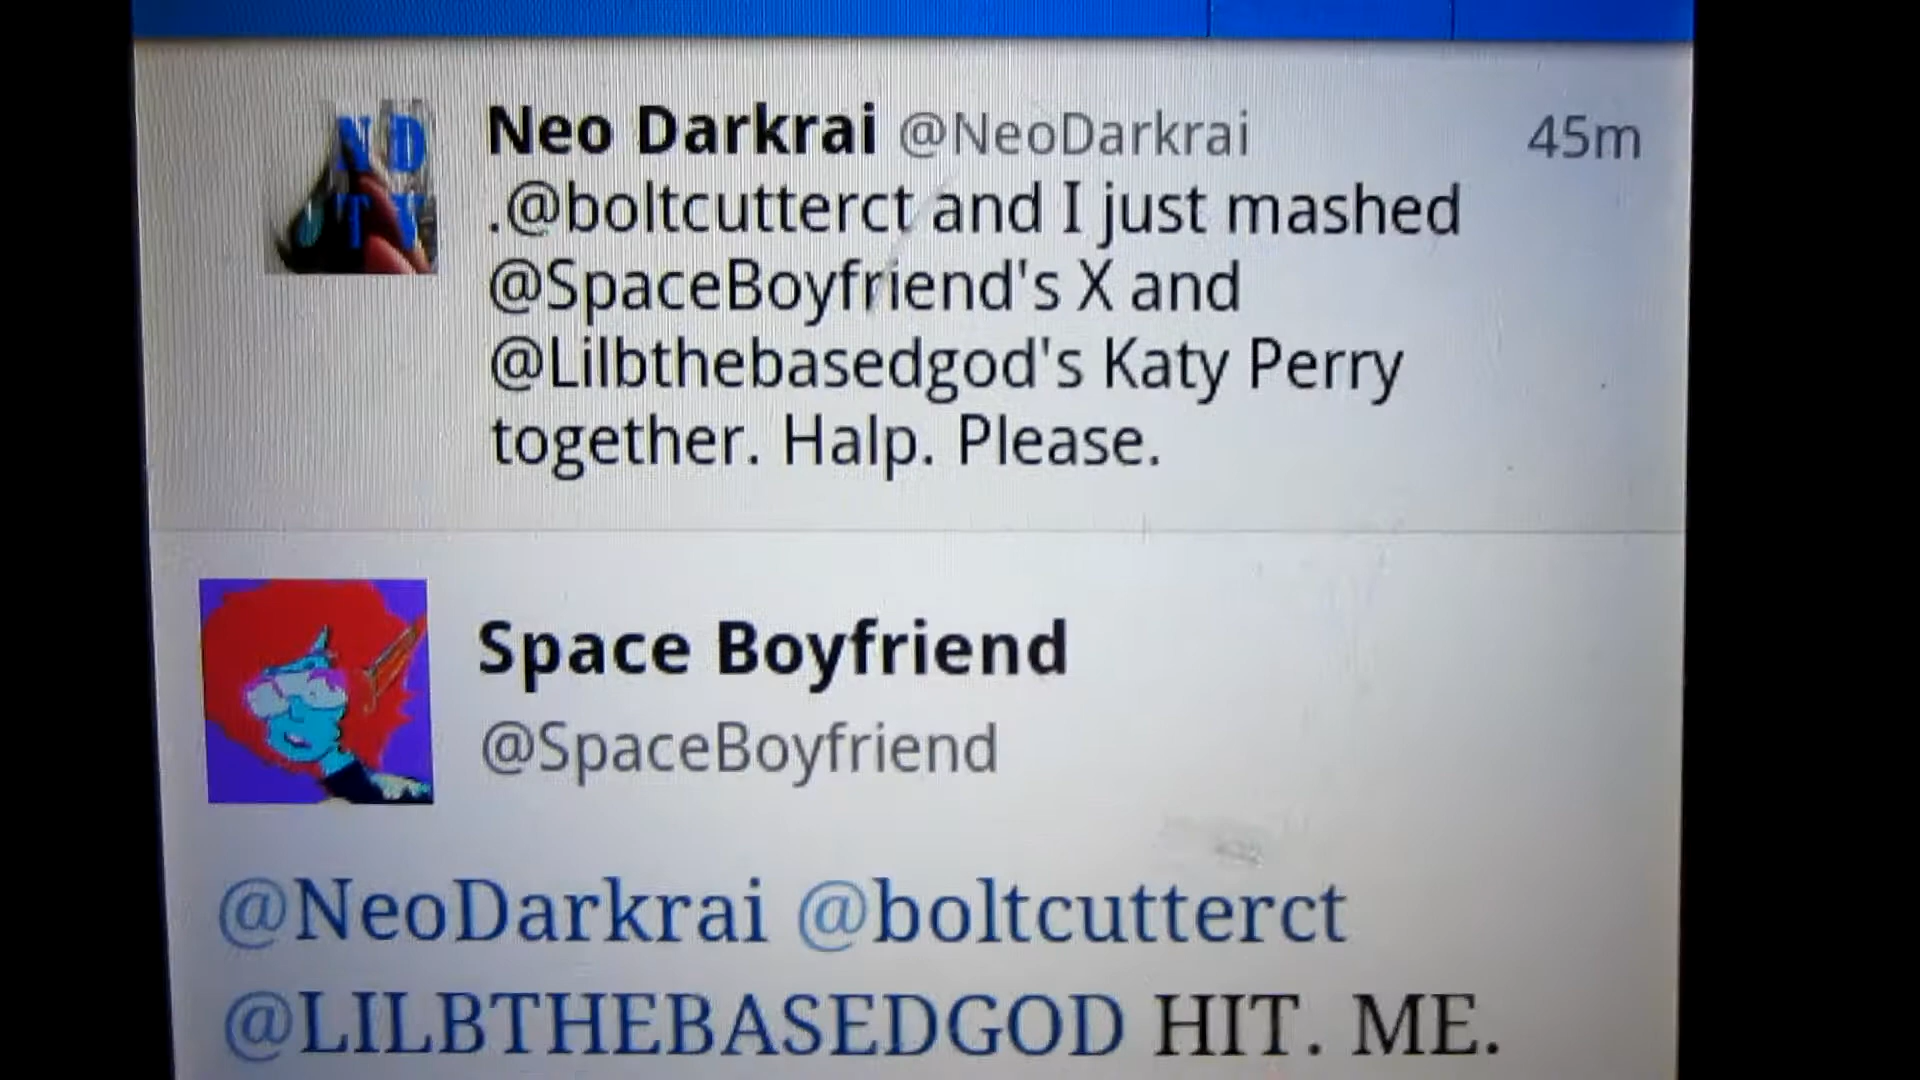 N D
T V
Neo Darkrai @NeoDarkrai 45m
.@boltcutterct and I just mashed
@SpaceBoyfriend's X and
@Lilbthebasedgod's Katy Perry
together. Halp. Please.
Space Boyfriend
@SpaceBoyfriend
@NeoDarkrai @boltcutterct
@LILBTHEBASEDGOD HIT. ME.